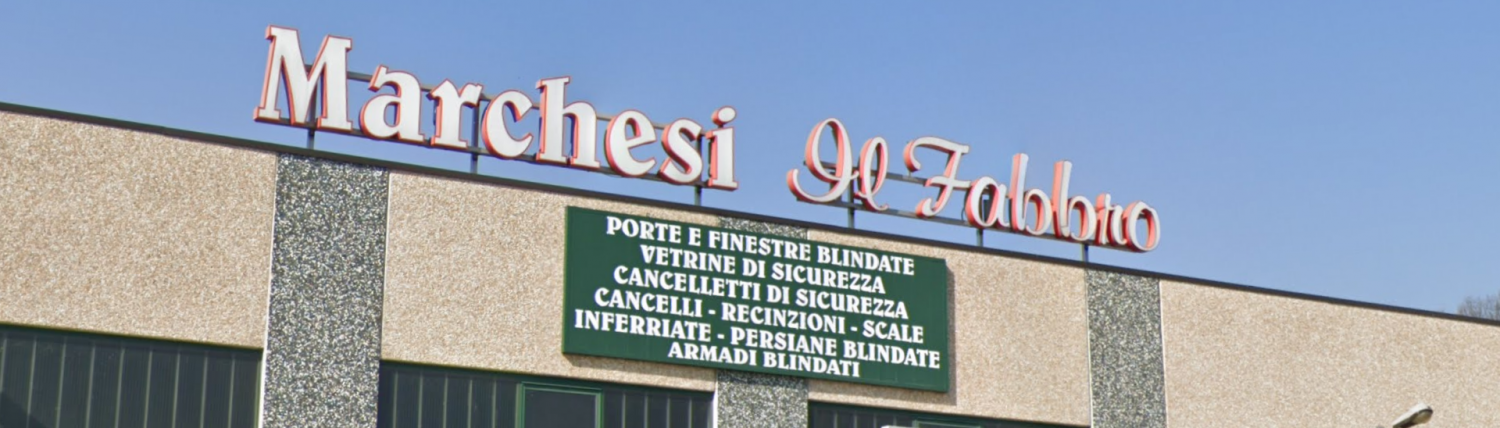 Marchesi Il Fabbro
PORTE E FINESTRE BLINDATE
VETRINE DI SICUREZZA
CANCELLETTI DI SICUREZZA
CANCELLI - RECINZIONI - SCALE
INFERRIATE - PERSIANE BLINDATE
ARMADI BLINDATI